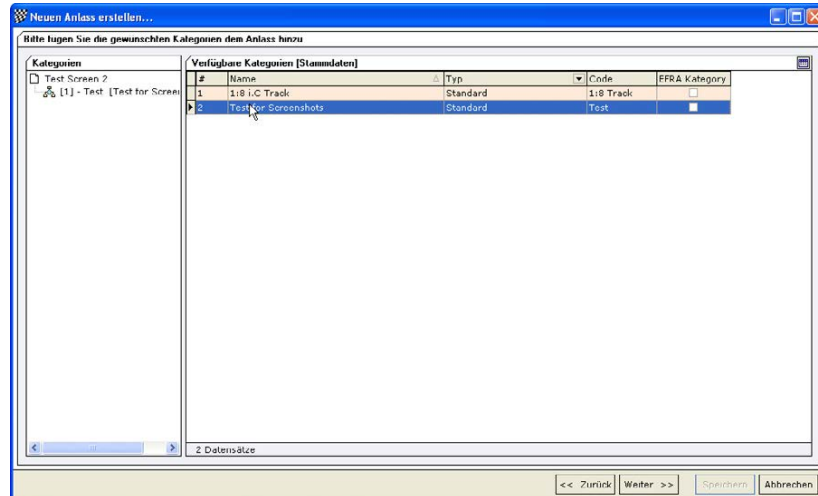 Neuen Anlass erstellen...
Bitte fugen Sie die gewunschten Kategorien dem Anlass hinzu
Kategorien
Test Screen 2
[1] - Test [Test for Screen
Verfügbare Kategorien [Stammdaten]
# Name Typ Code EFRA Kategory
1 1:8 i.C Track Standard 1:8 Track
2 Test for Screenshots Standard Test
2 Datensätze
<< Zurück Weiter >> Speichern Abbrechen